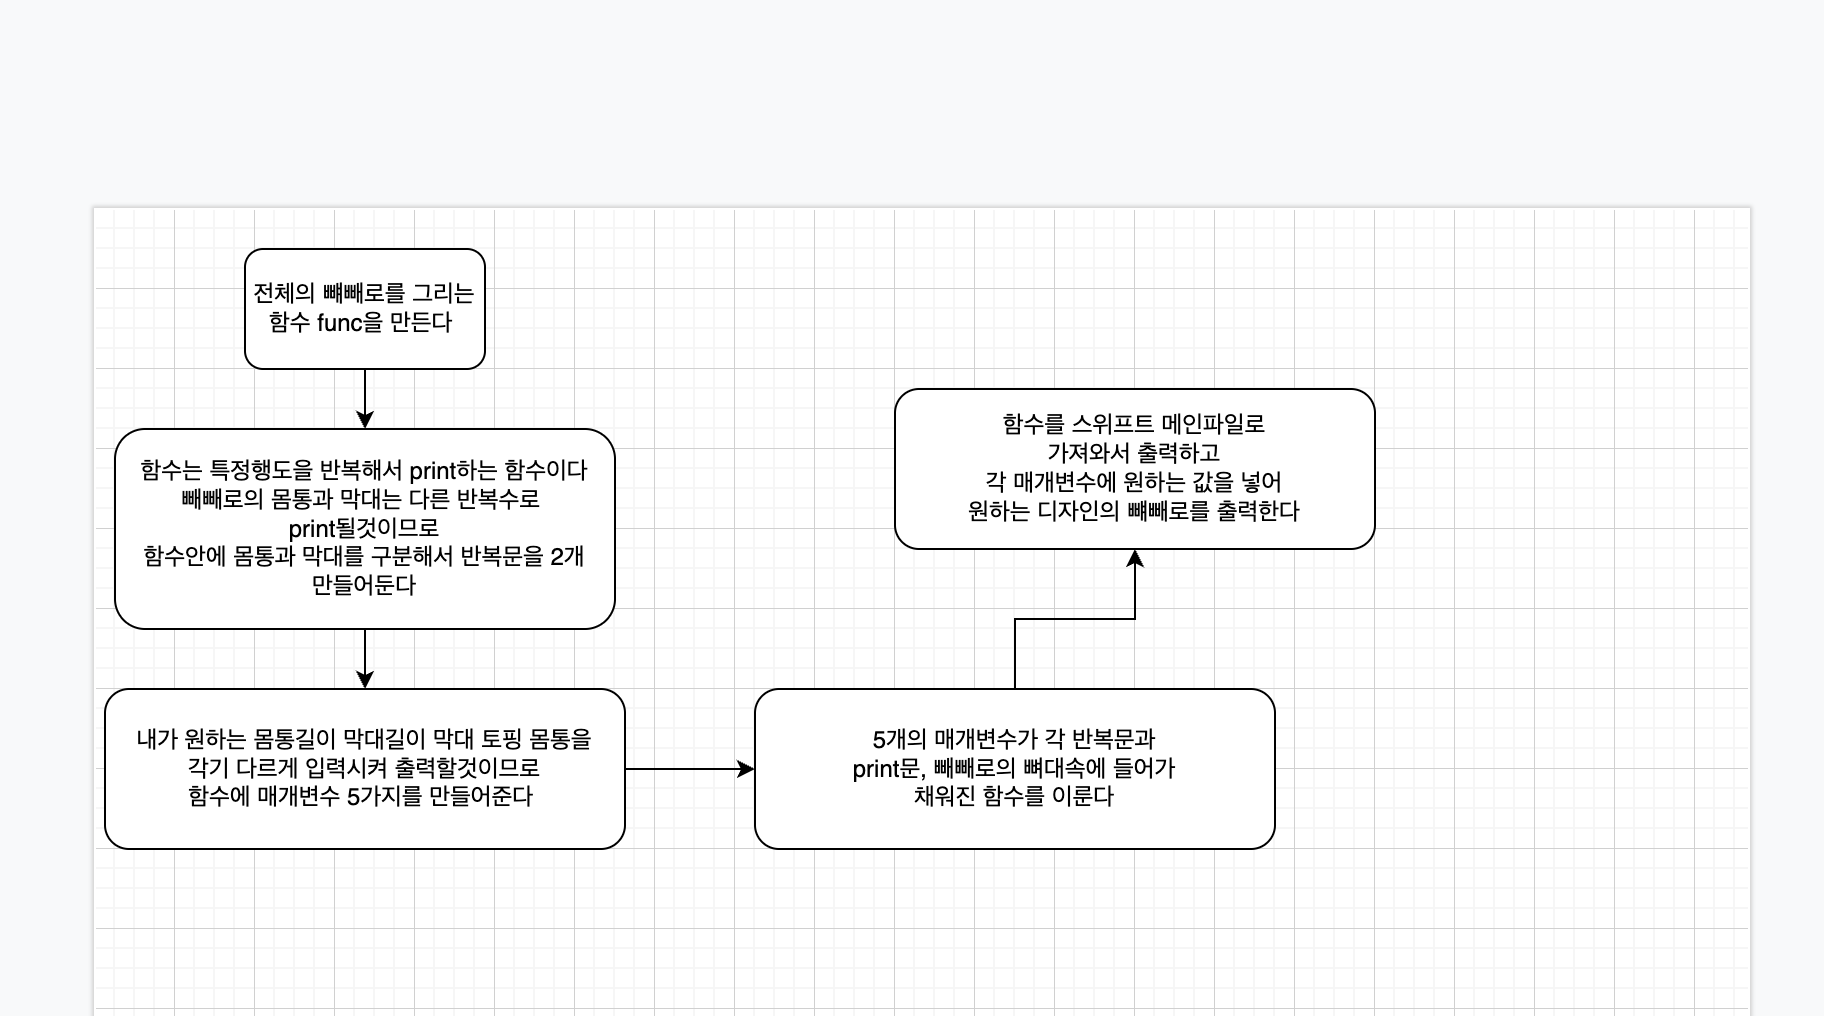 전체의 뺴빼로를 그리는
함수 func을 만든다
함수는 특정행도을 반복해서 print하는 함수이다
빼빼로의 몸통과 막대는 다른 반복수로
print될것이므로
함수안에 몸통과 막대를 구분해서 반복문을 2개
만들어둔다
내가 원하는 몸통길이 막대길이 막대 토핑 몸통을
각기 다르게 입력시켜 출력할것이므로
함수에 매개변수 5가지를 만들어준다
5개의 매개변수가 각 반복문과
print문, 빼빼로의 뼈대속에 들어가
채워진 함수를 이룬다
함수를 스위프트 메인파일로
가져와서 출력하고
각 매개변수에 원하는 값을 넣어
원하는 디자인의 뺴빼로를 출력한다